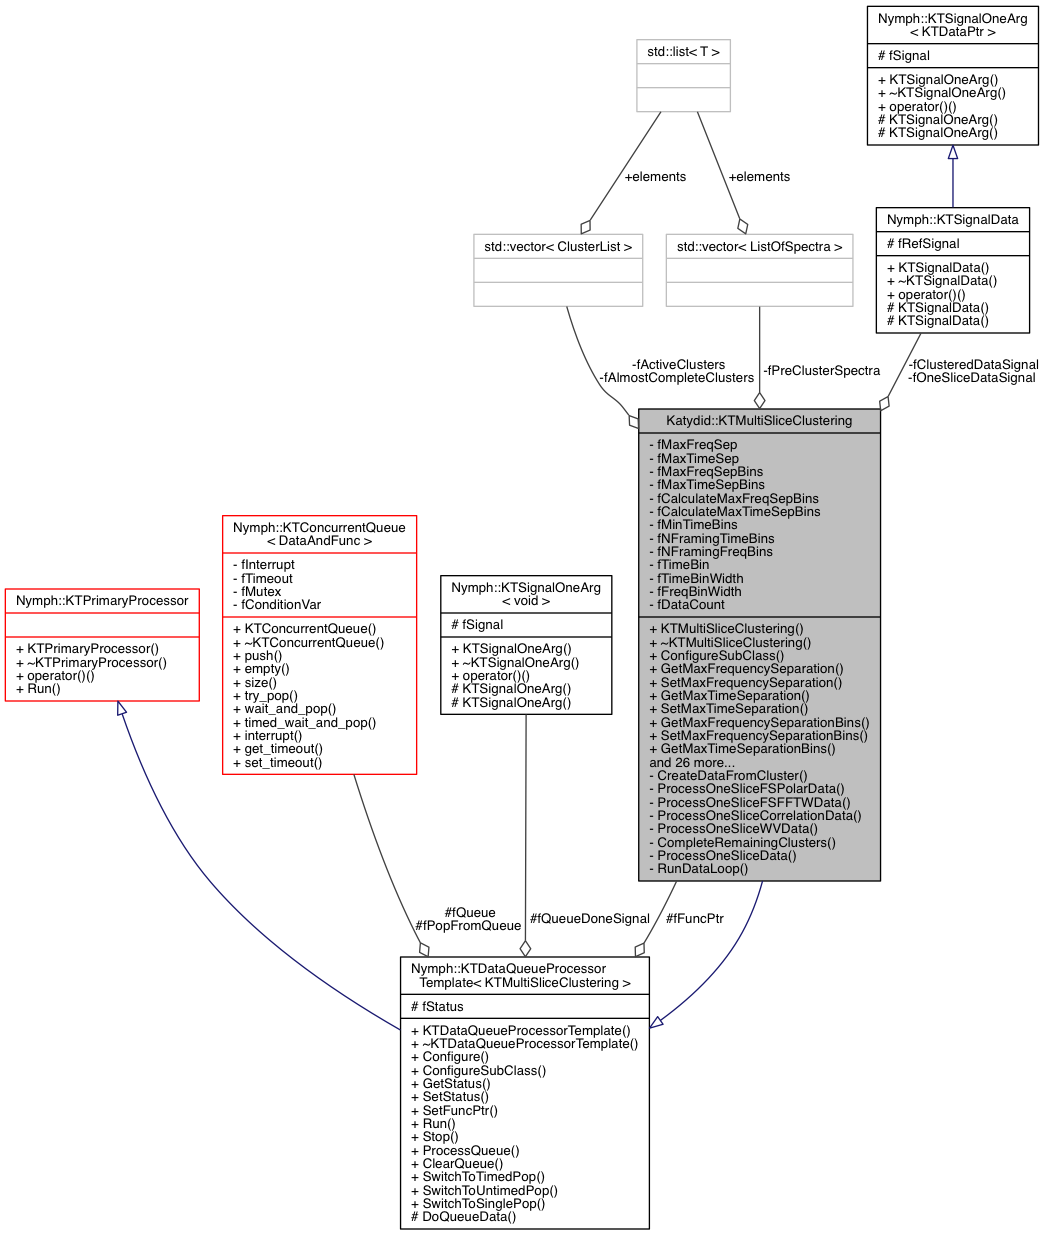 Nymph::KTSignalOneArg
< KTDataPtr >
# fSignal
+ KTSignalOneArg()
+ ~KTSignalOneArg()
+ operator()()
# KTSignalOneArg()
# KTSignalOneArg()
std::list< T >
+elements
+elements
Nymph::KTSignalData
# fRefSignal
+ KTSignalData()
+ ~KTSignalData()
+ operator()()
# KTSignalData()
# KTSignalData()
std::vector< ClusterList >
std::vector< ListOfSpectra >
-fActiveClusters
-fAlmostCompleteClusters
-fPreClusterSpectra
-fClusteredDataSignal
-fOneSliceDataSignal
Katydid::KTMultiSliceClustering
- fMaxFreqSep
- fMaxTimeSep
- fMaxFreqSepBins
- fMaxTimeSepBins
- fCalculateMaxFreqSepBins
- fCalculateMaxTimeSepBins
- fMinTimeBins
- fNFramingTimeBins
- fNFramingFreqBins
- fTimeBin
- fTimeBinWidth
- fFreqBinWidth
- fDataCount
+ KTMultiSliceClustering()
+ ~KTMultiSliceClustering()
+ ConfigureSubClass()
+ GetMaxFrequencySeparation()
+ SetMaxFrequencySeparation()
+ GetMaxTimeSeparation()
+ SetMaxTimeSeparation()
+ GetMaxFrequencySeparationBins()
+ SetMaxFrequencySeparationBins()
+ GetMaxTimeSeparationBins()
and 26 more...
- CreateDataFromCluster()
- ProcessOneSliceFSPolarData()
- ProcessOneSliceFSFFTWData()
- ProcessOneSliceCorrelationData()
- ProcessOneSliceWVData()
- CompleteRemainingClusters()
- ProcessOneSliceData()
- RunDataLoop()
Nymph::KTConcurrentQueue
< DataAndFunc >
- fInterrupt
- fTimeout
- fMutex
- fConditionVar
+ KTConcurrentQueue()
+ ~KTConcurrentQueue()
+ push()
+ empty()
+ size()
+ try_pop()
+ wait_and_pop()
+ timed_wait_and_pop()
+ interrupt()
+ get_timeout()
+ set_timeout()
Nymph::KTSignalOneArg
< void >
# fSignal
+ KTSignalOneArg()
+ ~KTSignalOneArg()
+ operator()()
# KTSignalOneArg()
# KTSignalOneArg()
Nymph::KTPrimaryProcessor
+ KTPrimaryProcessor()
+ ~KTPrimaryProcessor()
+ operator()()
+ Run()
#fQueue
#fPopFromQueue
#fQueueDoneSignal
#fFuncPtr
Nymph::KTDataQueueProcessor
Template< KTMultiSliceClustering >
# fStatus
+ KTDataQueueProcessorTemplate()
+ ~KTDataQueueProcessorTemplate()
+ Configure()
+ ConfigureSubClass()
+ GetStatus()
+ SetStatus()
+ SetFuncPtr()
+ Run()
+ Stop()
+ ProcessQueue()
+ ClearQueue()
+ SwitchToTimedPop()
+ SwitchToUntimedPop()
+ SwitchToSinglePop()
# DoQueueData()